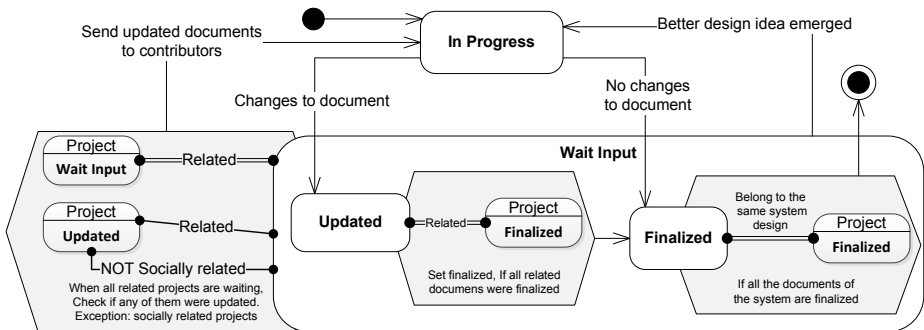 Send updated documents
to contributors
In Progress
Better design idea emerged
Changes to document
No changes
to document
Project
Wait Input
Related
Wait Input
Project
Updated
Related
NOT Socially related
When all related projects are waiting,
Check if any of them were updated.
Exception: socially related projects
Updated
Related
Project
Finalized
Set finalized, If all related
documens were finalized
Finalized
Belong to the
same system
design
Project
Finalized
If all the documents of
the system are finalized